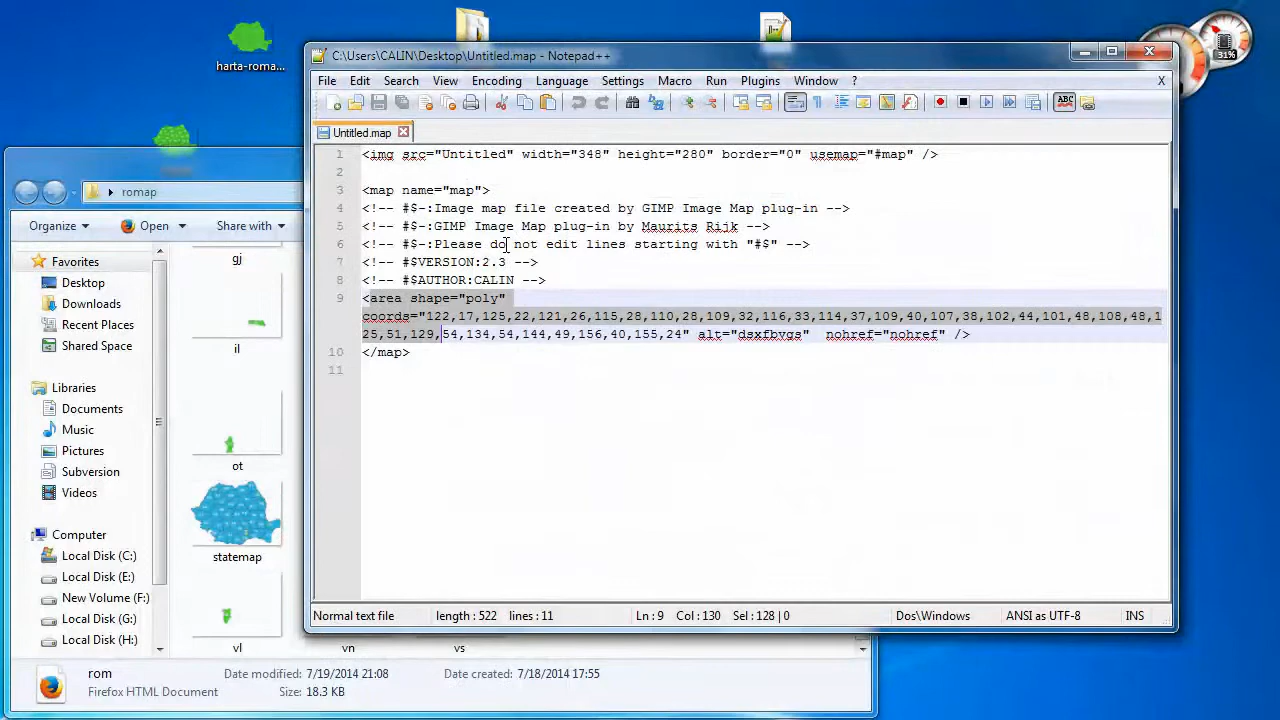 harta-roma...
31%
C:\Users\CALIN\Desktop\Untitled.map - Notepad++
File Edit Search View Encoding Language Settings Macro Run Plugins Window ? X
Untitled.map
1 <img src="Untitled" width="348" height="280" border="0" usemap="#map" />
2
3 <map name="map">
4 <!-- #$-:Image map file created by GIMP Image Map plug-in -->
5 <!-- #$-:GIMP Image Map plug-in by Maurits Rijk -->
6 <!-- #$-:Please do not edit lines starting with "#$" -->
7 <!-- #$VERSION:2.3 -->
8 <!-- #$AUTHOR:CALIN -->
9 <area shape="poly"
coords="122,17,125,22,121,26,115,28,110,28,109,32,116,33,114,37,109,40,107,38,102,44,101,48,108,48,1
25,51,129,54,134,54,144,49,156,40,155,24" alt="dsxfbvgs" nohref="nohref" />
10 </map>
11
Normal text file length : 522 lines : 11 Ln : 9 Col : 130 Sel : 128 | 0 Dos\Windows ANSI as UTF-8 INS
romap
Organize Open Share with
Favorites
Desktop
Downloads
Recent Places
Shared Space
Libraries
Documents
Music
Pictures
Subversion
Videos
Computer
Local Disk (C:)
Local Disk (E:)
New Volume (F:)
Local Disk (G:)
Local Disk (H:)
gj
il
ot
statemap
vl vn vs
rom Date modified: 7/19/2014 21:08 Date created: 7/18/2014 17:55
Firefox HTML Document Size: 18.3 KB